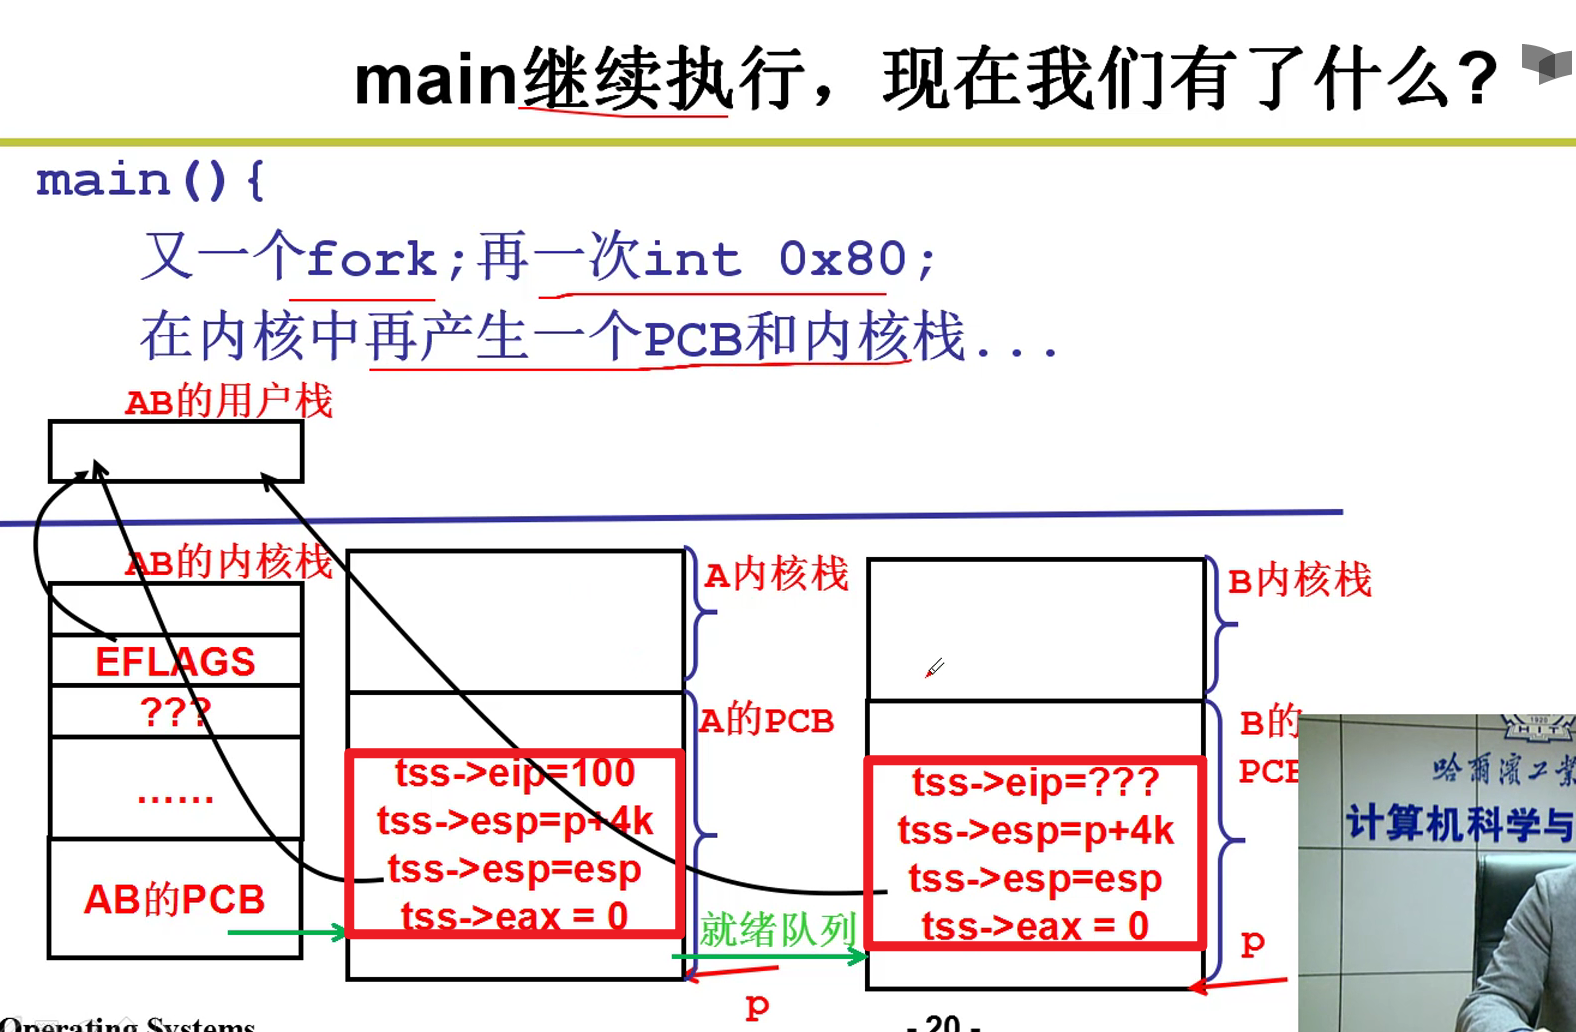 main继续执行，现在我们有了什么?
main(){
又一个fork;再一次int 0x80;
在内核中再产生一个PCB和内核栈...
AB的用户栈
AB的内核栈
EFLAGS
???
......
AB的PCB
A内核栈
A的PCB
tss->eip=100
tss->esp=p+4k
tss->esp=esp
tss->eax = 0
就绪队列
p
B内核栈
B的
PCB
tss->eip=???
tss->esp=p+4k
tss->esp=esp
tss->eax = 0
p
1920
HIT
哈爾濱工業
计算机科学与
Operating Systems
- 20 -